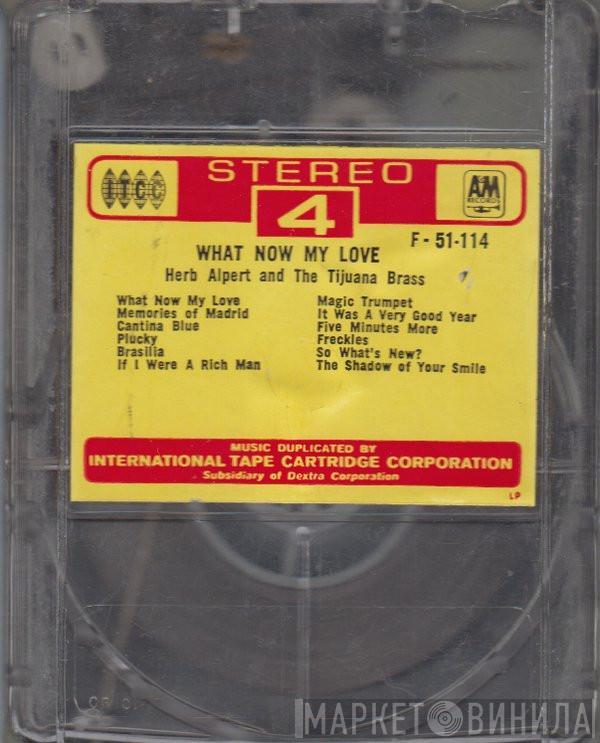 STEREO
ITCC
4
A&M
RECORDS
F-51-114
WHAT NOW MY LOVE
Herb Alpert and The Tijuana Brass
What Now My Love
Memories of Madrid
Cantina Blue
Plucky
Brasilia
If I Were A Rich Man
Magic Trumpet
It Was A Very Good Year
Five Minutes More
Freckles
So What's New?
The Shadow of Your Smile
MUSIC DUPLICATED BY
INTERNATIONAL TAPE CARTRIDGE CORPORATION
Subsidiary of Dextra Corporation
LP
МАРКЕТ ВИНИЛА